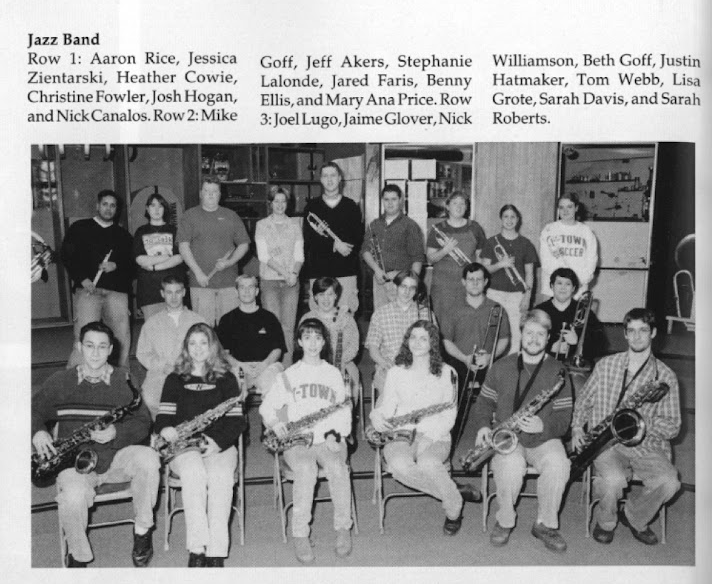 Jazz Band
Row 1: Aaron Rice, Jessica
Zientarski, Heather Cowie,
Christine Fowler, Josh Hogan,
and Nick Canalos. Row 2: Mike
Goff, Jeff Akers, Stephanie
Lalonde, Jared Faris, Benny
Ellis, and Mary Ana Price. Row
3: Joel Lugo, Jaime Glover, Nick
Williamson, Beth Goff, Justin
Hatmaker, Tom Webb, Lisa
Grote, Sarah Davis, and Sarah
Roberts.
Y-TOWN
SOCCER
-TOWN